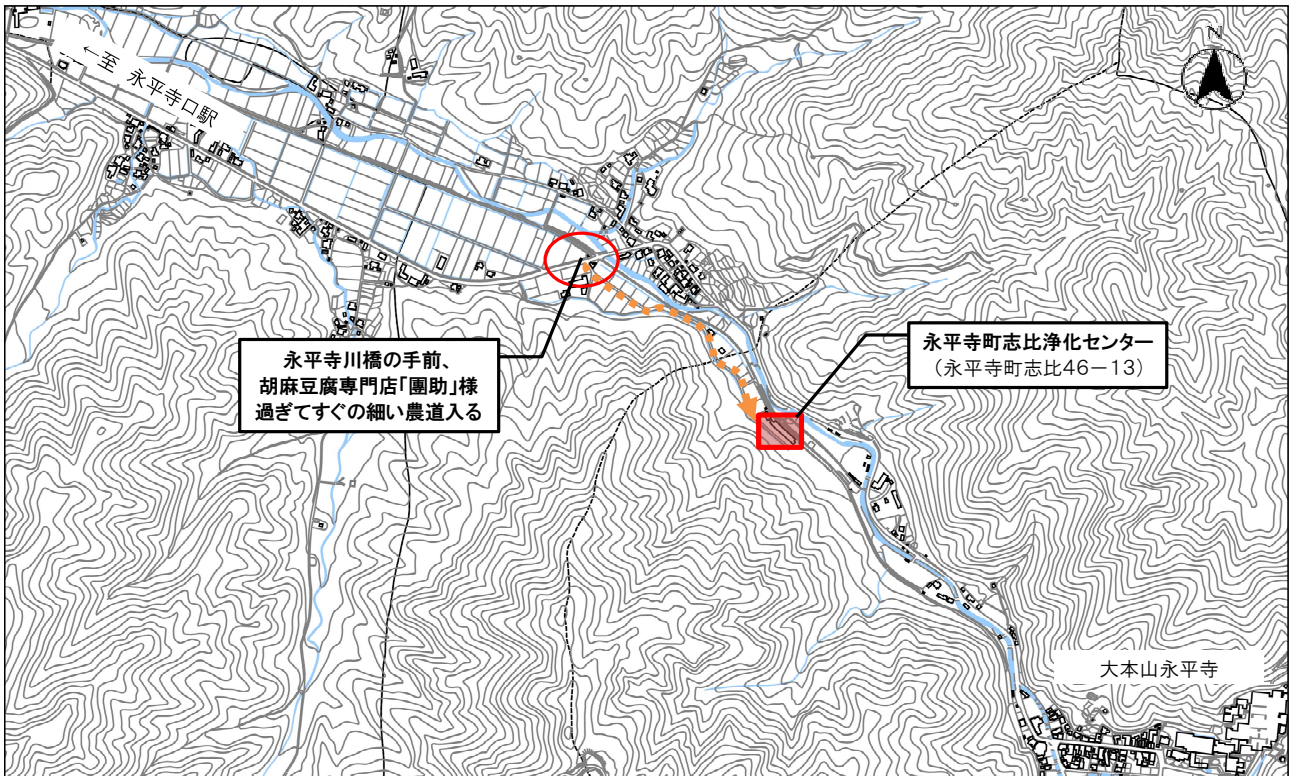 ←至 永平寺口駅
N
永平寺川橋の手前、
胡麻豆腐専門店「團助」様
過ぎてすぐの細い農道入る
永平寺町志比浄化センター
(永平寺町志比46-13)
大本山永平寺